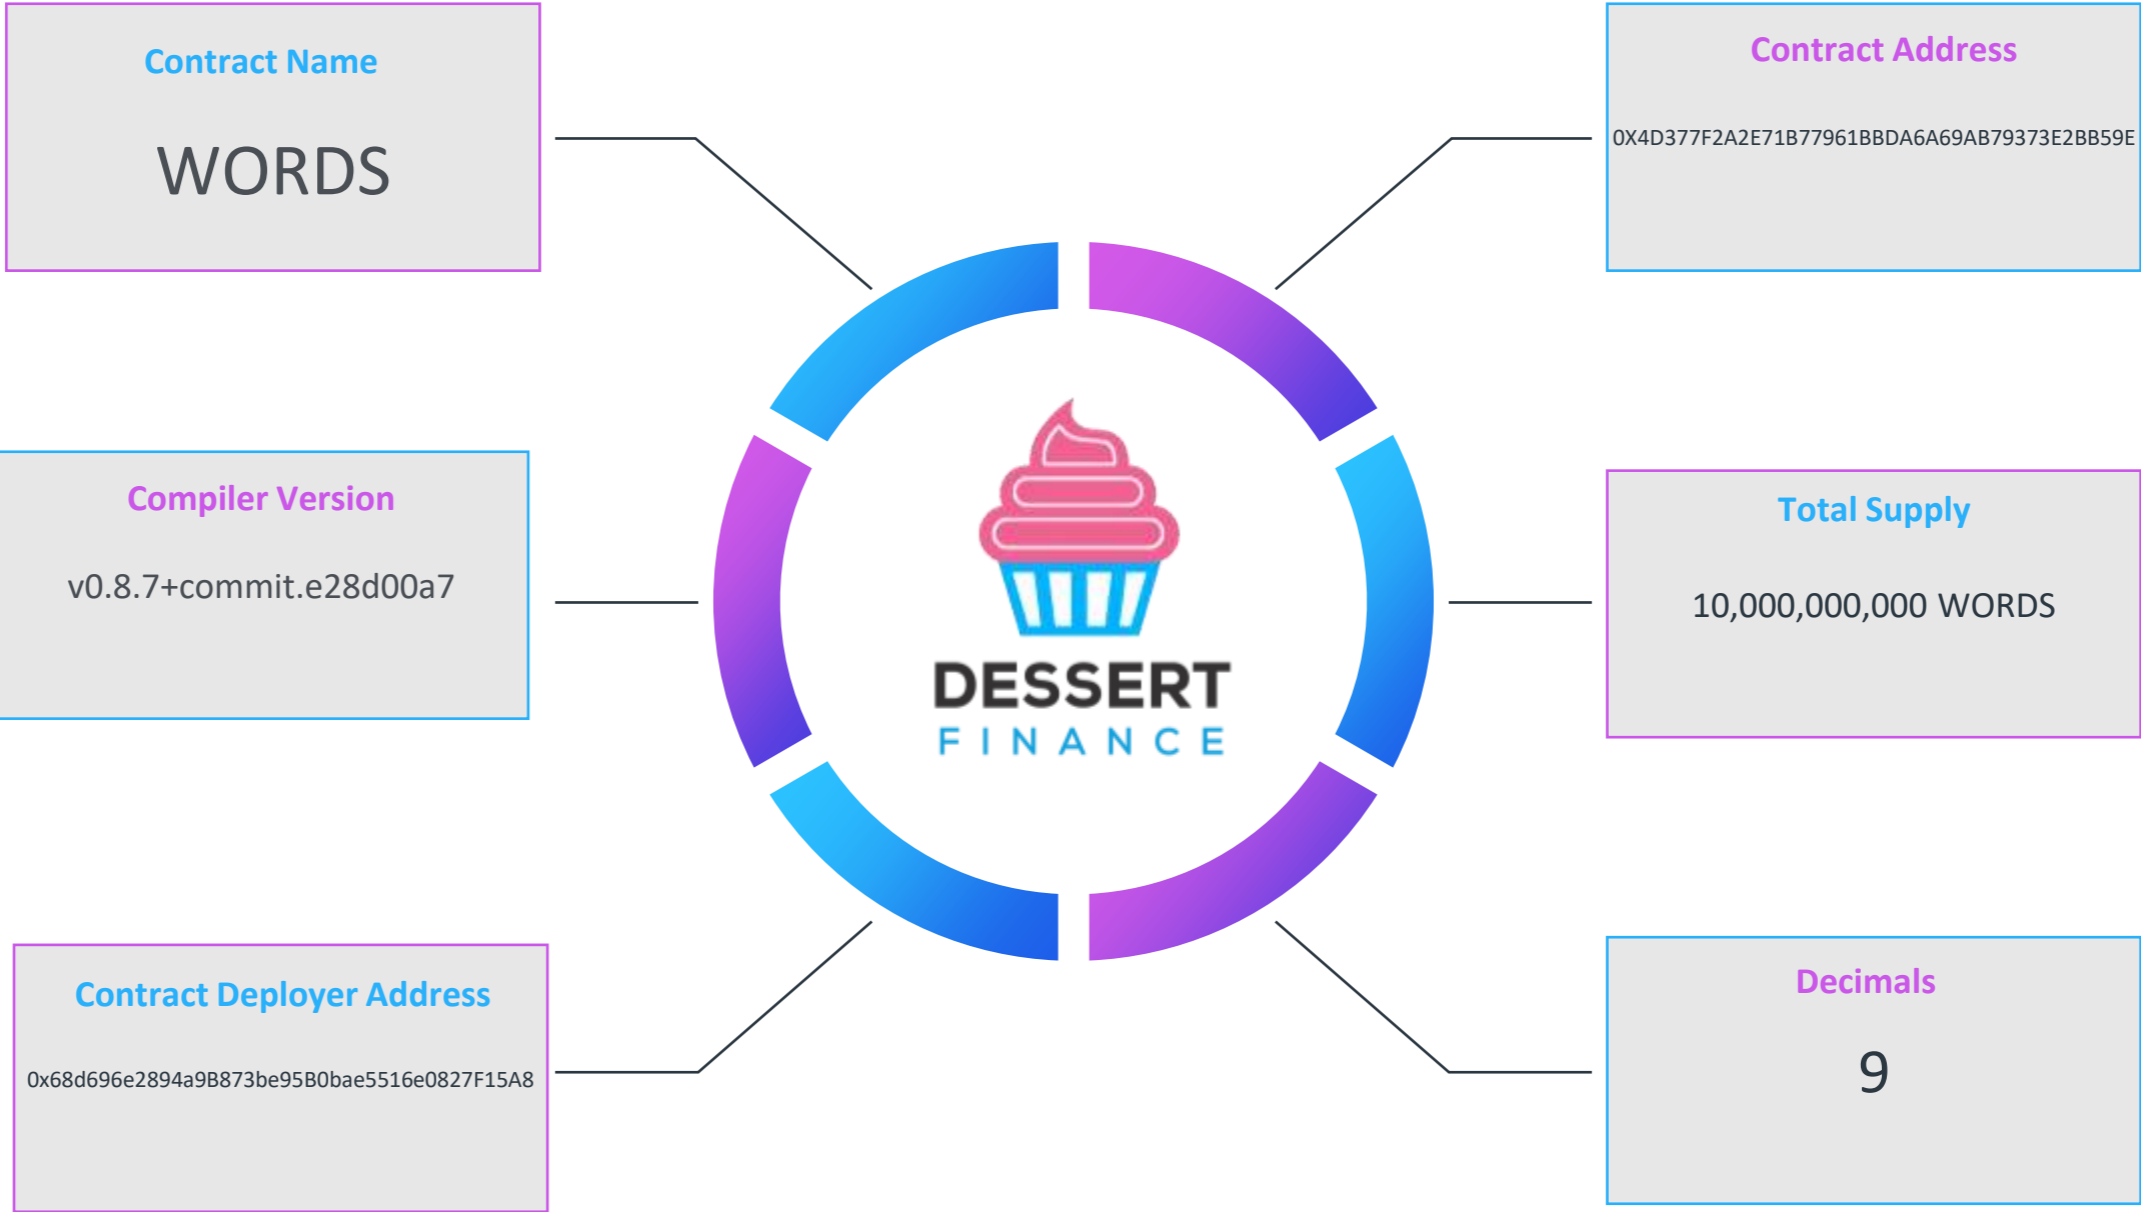 Contract Name
WORDS
Contract Address
0X4D377F2A2E71B77961BBDA6A69AB79373E2BB59E
Compiler Version
v0.8.7+commit.e28d00a7
DESSERT
FINANCE
Total Supply
10,000,000,000 WORDS
Contract Deployer Address
0x68d696e2894a9B873be95B0bae5516e0827F15A8
Decimals
9